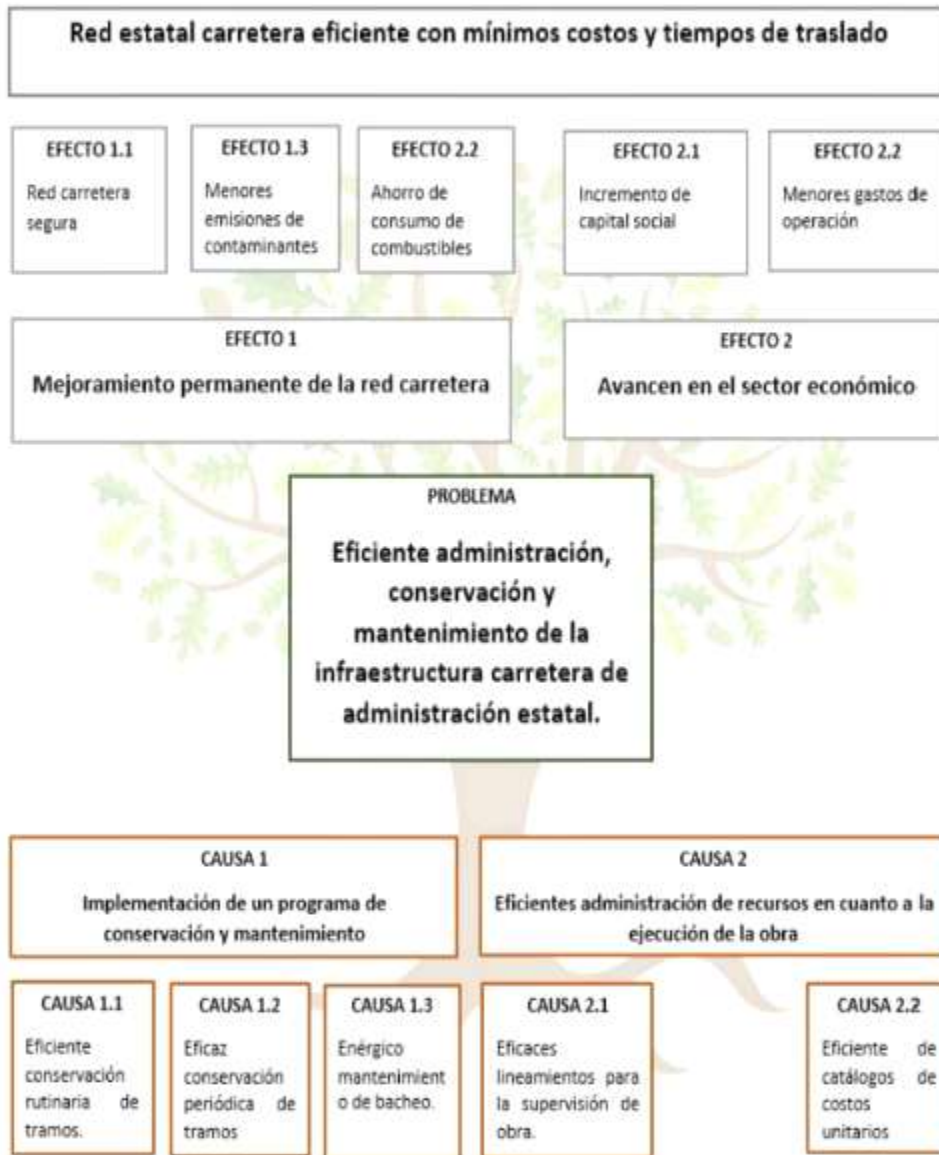 Red estatal carretera eficiente con mínimos costos y tiempos de traslado
EFECTO 1.1
Red carretera
segura
EFECTO 1.3
Menores
emisiones de
contaminantes
EFECTO 2.2
Ahorro de
consumo de
combustibles
EFECTO 2.1
Incremento de
capital social
EFECTO 2.2
Menores gastos de
operación
EFECTO 1
Mejoramiento permanente de la red carretera
EFECTO 2
Avancen en el sector económico
PROBLEMA
Eficiente administración,
conservación y
mantenimiento de la
infraestructura carretera de
administración estatal.
CAUSA 1
Implementación de un programa de
conservación y mantenimiento
CAUSA 2
Eficientes administración de recursos en cuanto a la
ejecución de la obra
CAUSA 1.1
Eficiente
conservación
rutinaria de
tramos.
CAUSA 1.2
Eficaz
conservación
periódica de
tramos
CAUSA 1.3
Enérgico
mantenimient
o de bacheo.
CAUSA 2.1
Eficaces
lineamientos para
la supervisión de
obra.
CAUSA 2.2
Eficiente de
catálogos de
costos
unitarios